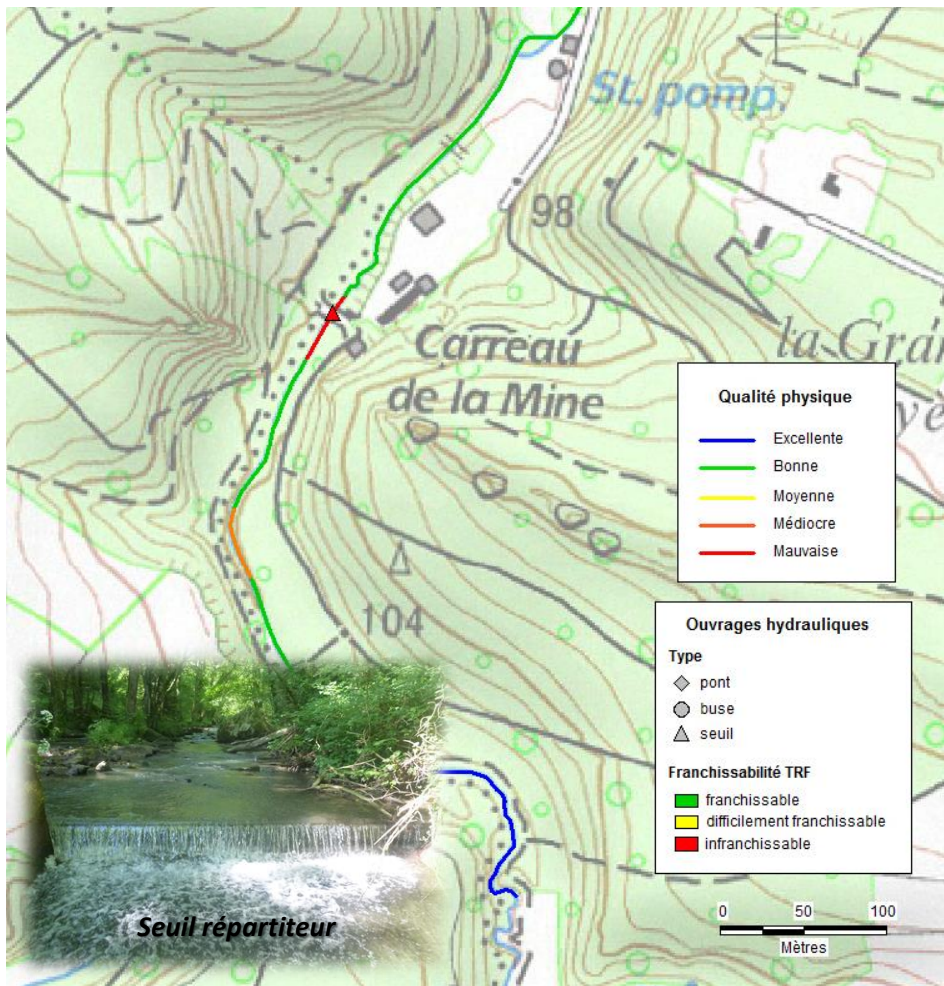 St. pomp.
98
la Gra
Carreau
de la Mine
Qualité physique
Excellente
Bonne
Moyenne
Médiocre
Mauvaise
104
Ouvrages hydrauliques
Type
pont
buse
seuil
Franchissabilité TRF
franchissable
difficilement franchissable
infranchissable
Seuil répartiteur
0 50 100
Mètres